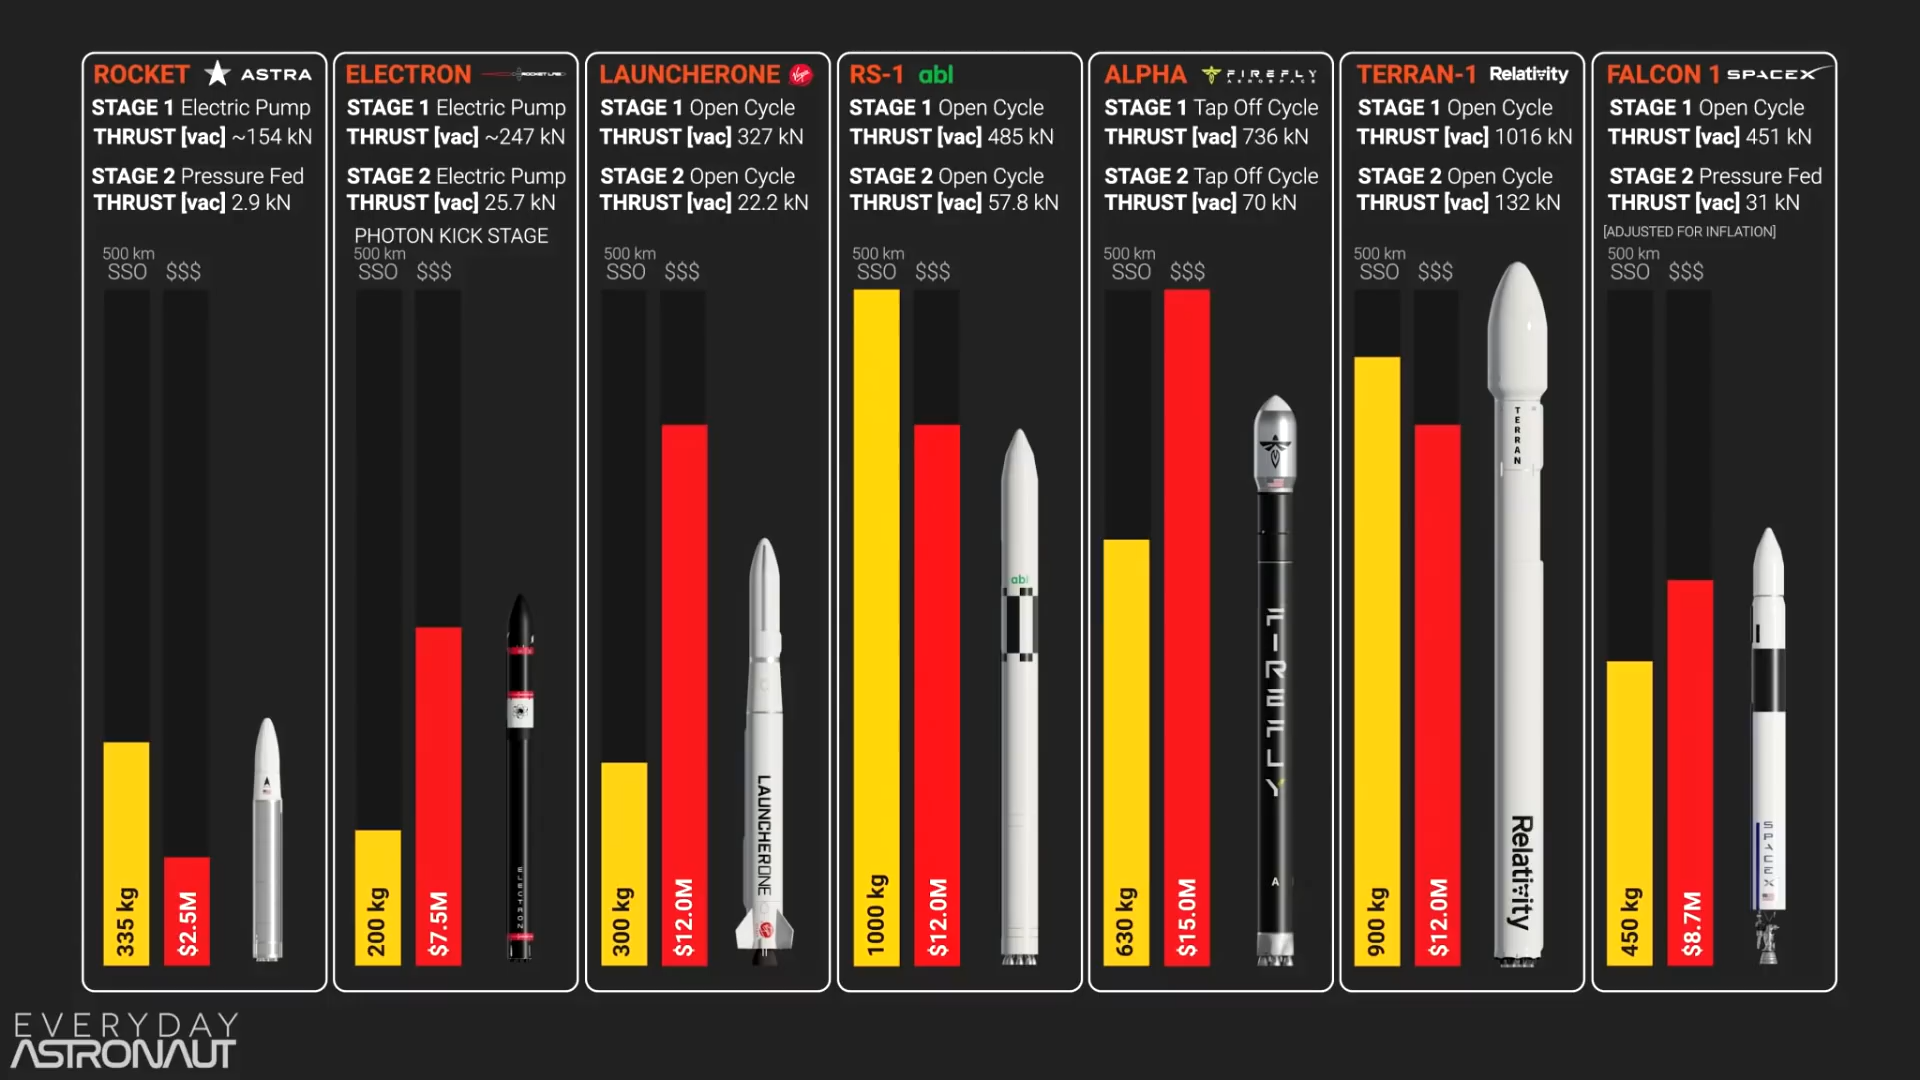 ROCKET ASTRA
STAGE 1 Electric Pump
THRUST [vac] ~154 kN
STAGE 2 Pressure Fed
THRUST [vac] 2.9 kN
500 km
SSO $$$
335 kg
$2.5M
ELECTRON ROCKET LAB
STAGE 1 Electric Pump
THRUST [vac] ~247 kN
STAGE 2 Electric Pump
THRUST [vac] 25.7 kN
PHOTON KICK STAGE
500 km
SSO $$$
200 kg
$7.5M
ELECTRON
LAUNCHERONE Virgin
STAGE 1 Open Cycle
THRUST [vac] 327 kN
STAGE 2 Open Cycle
THRUST [vac] 22.2 kN
500 km
SSO $$$
300 kg
$12.0M
LAUNCHERONE
RS-1 abl
STAGE 1 Open Cycle
THRUST [vac] 485 kN
STAGE 2 Open Cycle
THRUST [vac] 57.8 kN
500 km
SSO $$$
1000 kg
$12.0M
abl
ALPHA FIREFLY
AEROSPACE
STAGE 1 Tap Off Cycle
THRUST [vac] 736 kN
STAGE 2 Tap Off Cycle
THRUST [vac] 70 kN
500 km
SSO $$$
630 kg
$15.0M
FIREFLY
A
TERRAN-1 Relativity
STAGE 1 Open Cycle
THRUST [vac] 1016 kN
STAGE 2 Open Cycle
THRUST [vac] 132 kN
500 km
SSO $$$
900 kg
$12.0M
TERRAN
Relativity
FALCON 1 SPACEX
STAGE 1 Open Cycle
THRUST [vac] 451 kN
STAGE 2 Pressure Fed
THRUST [vac] 31 kN
[ADJUSTED FOR INFLATION]
500 km
SSO $$$
450 kg
$8.7M
SPACEX
EVERYDAY
ASTRONAUT